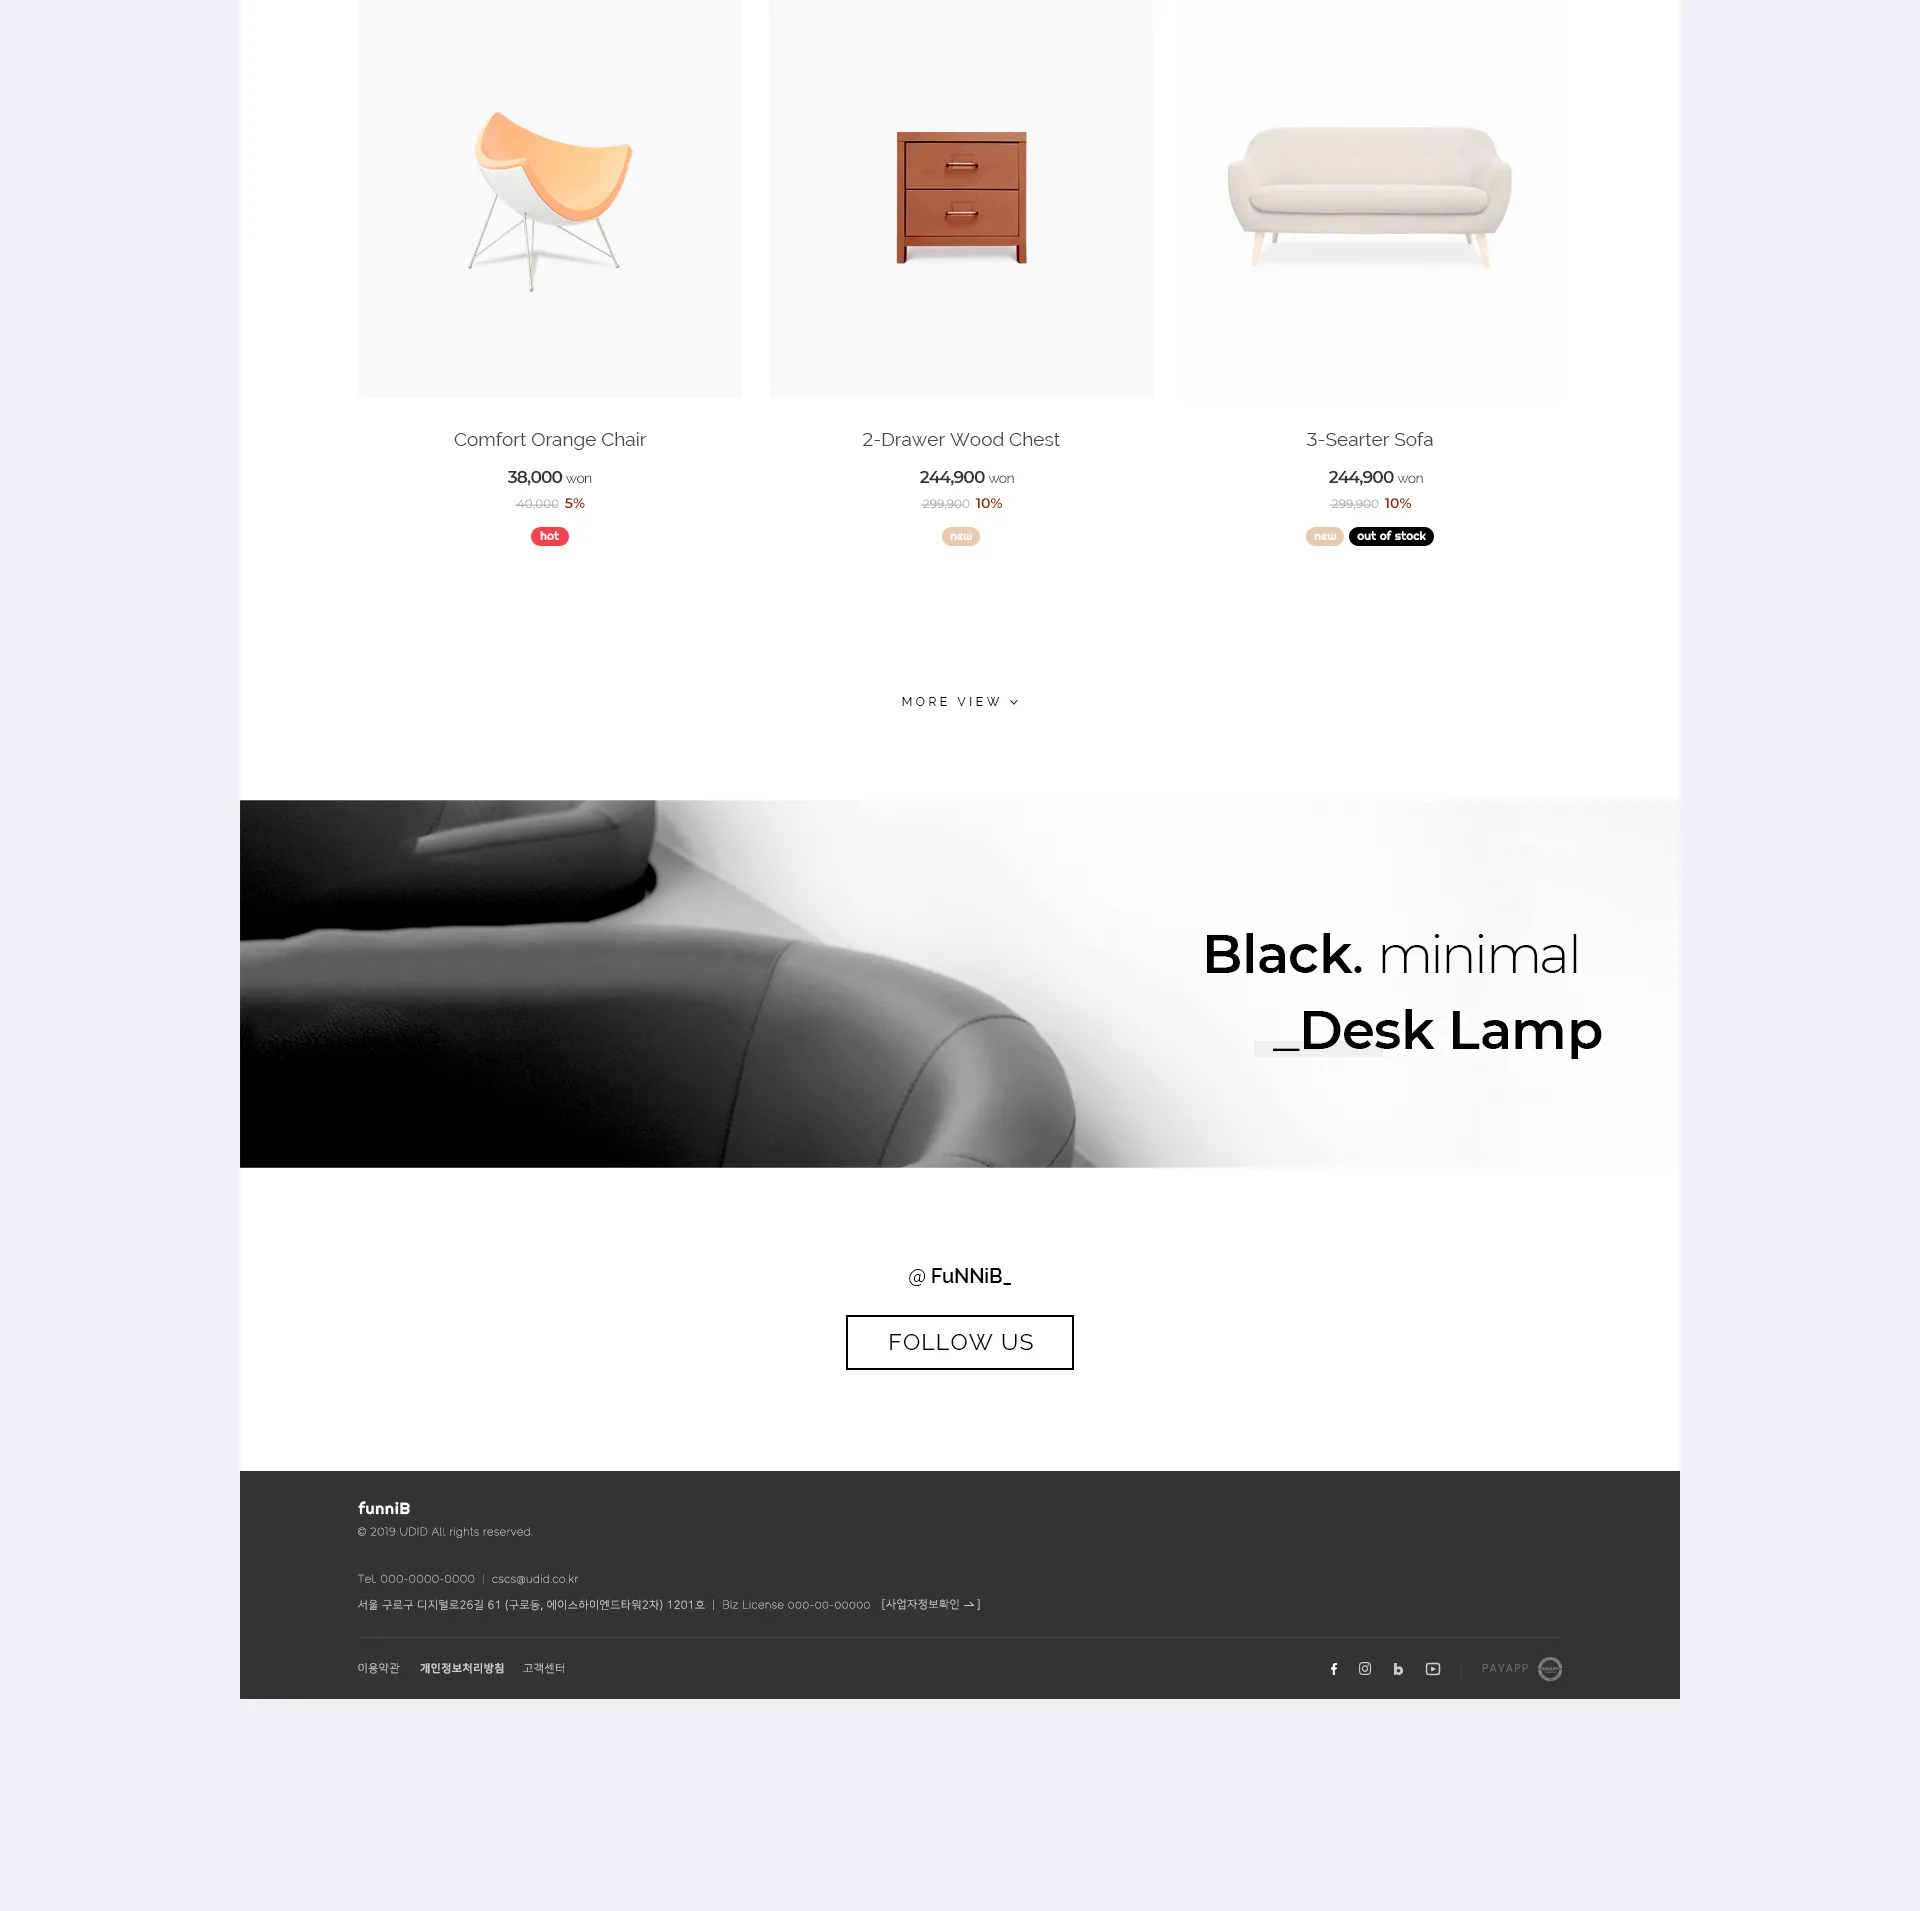 Comfort Orange Chair
38,000 won
40,000 5%
hot
2-Drawer Wood Chest
244,900 won
299,900 10%
new
3-Searter Sofa
244,900 won
299,900 10%
new out of stock
MORE VIEW
Black. minimal
_Desk Lamp
@ FuNNiB_
FOLLOW US
funniB
© 2019 UDID All rights reserved.
Tel. 000-0000-0000 | cscs@udid.co.kr
서울 구로구 디지털로26길 61 (구로동, 에이스하이엔드타워2차) 1201호 | Biz License 000-00-00000 [사업자정보확인 → ]
이용약관 개인정보처리방침 고객센터
PAYAPP